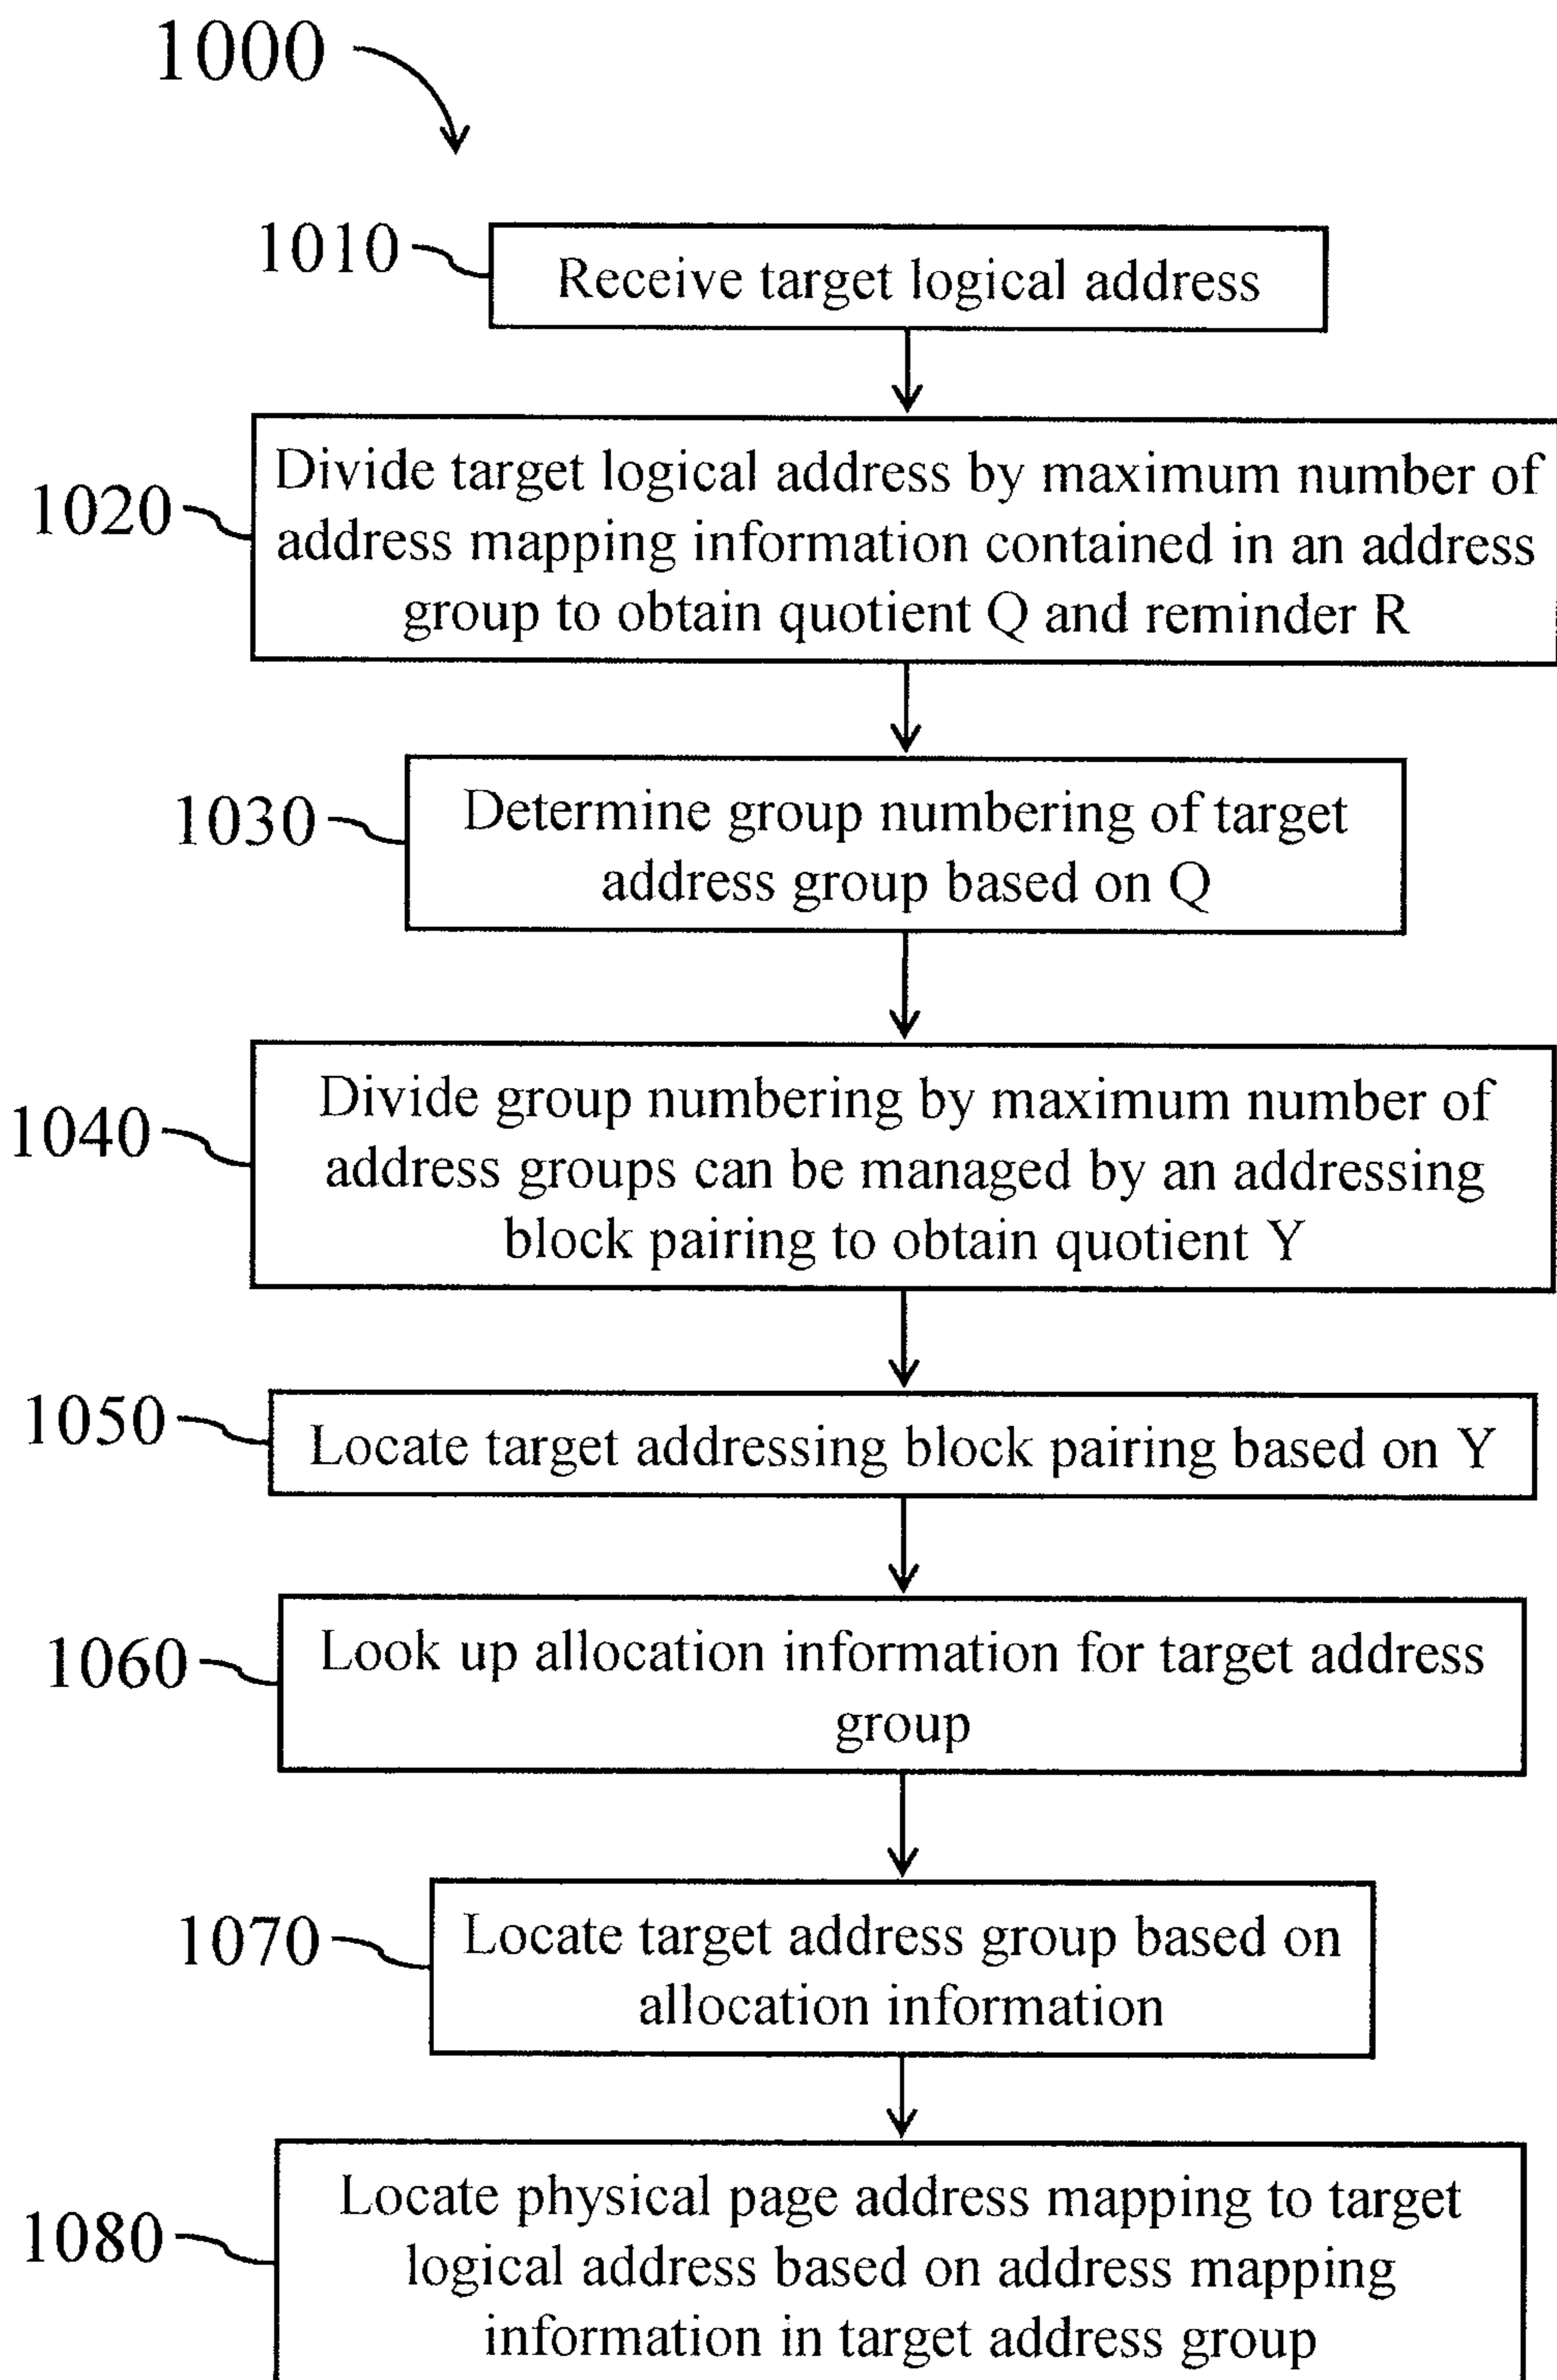 1000
1010
Receive target logical address
1020
Divide target logical address by maximum number of
address mapping information contained in an address
group to obtain quotient Q and reminder R
1030
Determine group numbering of target
address group based on Q
1040
Divide group numbering by maximum number of
address groups can be managed by an addressing
block pairing to obtain quotient Y
1050
Locate target addressing block pairing based on Y
1060
Look up allocation information for target address
group
1070
Locate target address group based on
allocation information
1080
Locate physical page address mapping to target
logical address based on address mapping
information in target address group